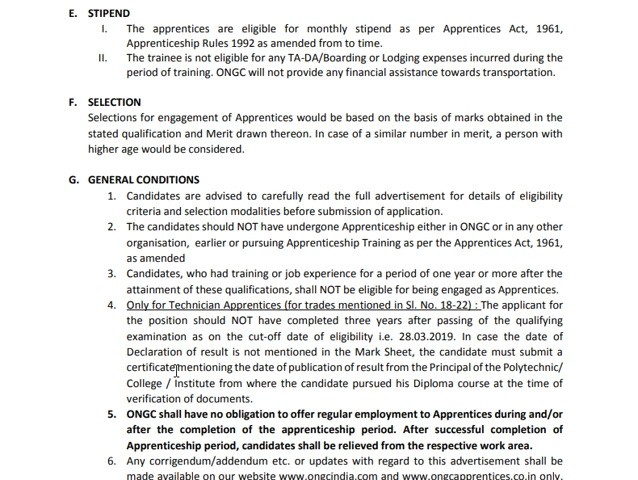 E. STIPEND
I. The apprentices are eligible for monthly stipend as per Apprentices Act, 1961,
Apprenticeship Rules 1992 as amended from to time.
II. The trainee is not eligible for any TA-DA/Boarding or Lodging expenses incurred during the
period of training. ONGC will not provide any financial assistance towards transportation.
F. SELECTION
Selections for engagement of Apprentices would be based on the basis of marks obtained in the
stated qualification and Merit drawn thereon. In case of a similar number in merit, a person with
higher age would be considered.
G. GENERAL CONDITIONS
1. Candidates are advised to carefully read the full advertisement for details of eligibility
criteria and selection modalities before submission of application.
2. The candidates should NOT have undergone Apprenticeship either in ONGC or in any other
organisation, earlier or pursuing Apprenticeship Training as per the Apprentices Act, 1961,
as amended
3. Candidates, who had training or job experience for a period of one year or more after the
attainment of these qualifications, shall NOT be eligible for being engaged as Apprentices.
4. Only for Technician Apprentices (for trades mentioned in Sl. No. 18-22) : The applicant for
the position should NOT have completed three years after passing of the qualifying
examination as on the cut-off date of eligibility i.e. 28.03.2019. In case the date of
Declaration of result is not mentioned in the Mark Sheet, the candidate must submit a
certificate mentioning the date of publication of result from the Principal of the Polytechnic/
College / Institute from where the candidate pursued his Diploma course at the time of
verification of documents.
5. ONGC shall have no obligation to offer regular employment to Apprentices during and/or
after the completion of the apprenticeship period. After successful completion of
Apprenticeship period, candidates shall be relieved from the respective work area.
6. Any corrigendum/addendum etc. or updates with regard to this advertisement shall be
made available on our website www.ongcindia.com and www.ongcapprentices.co.in only.